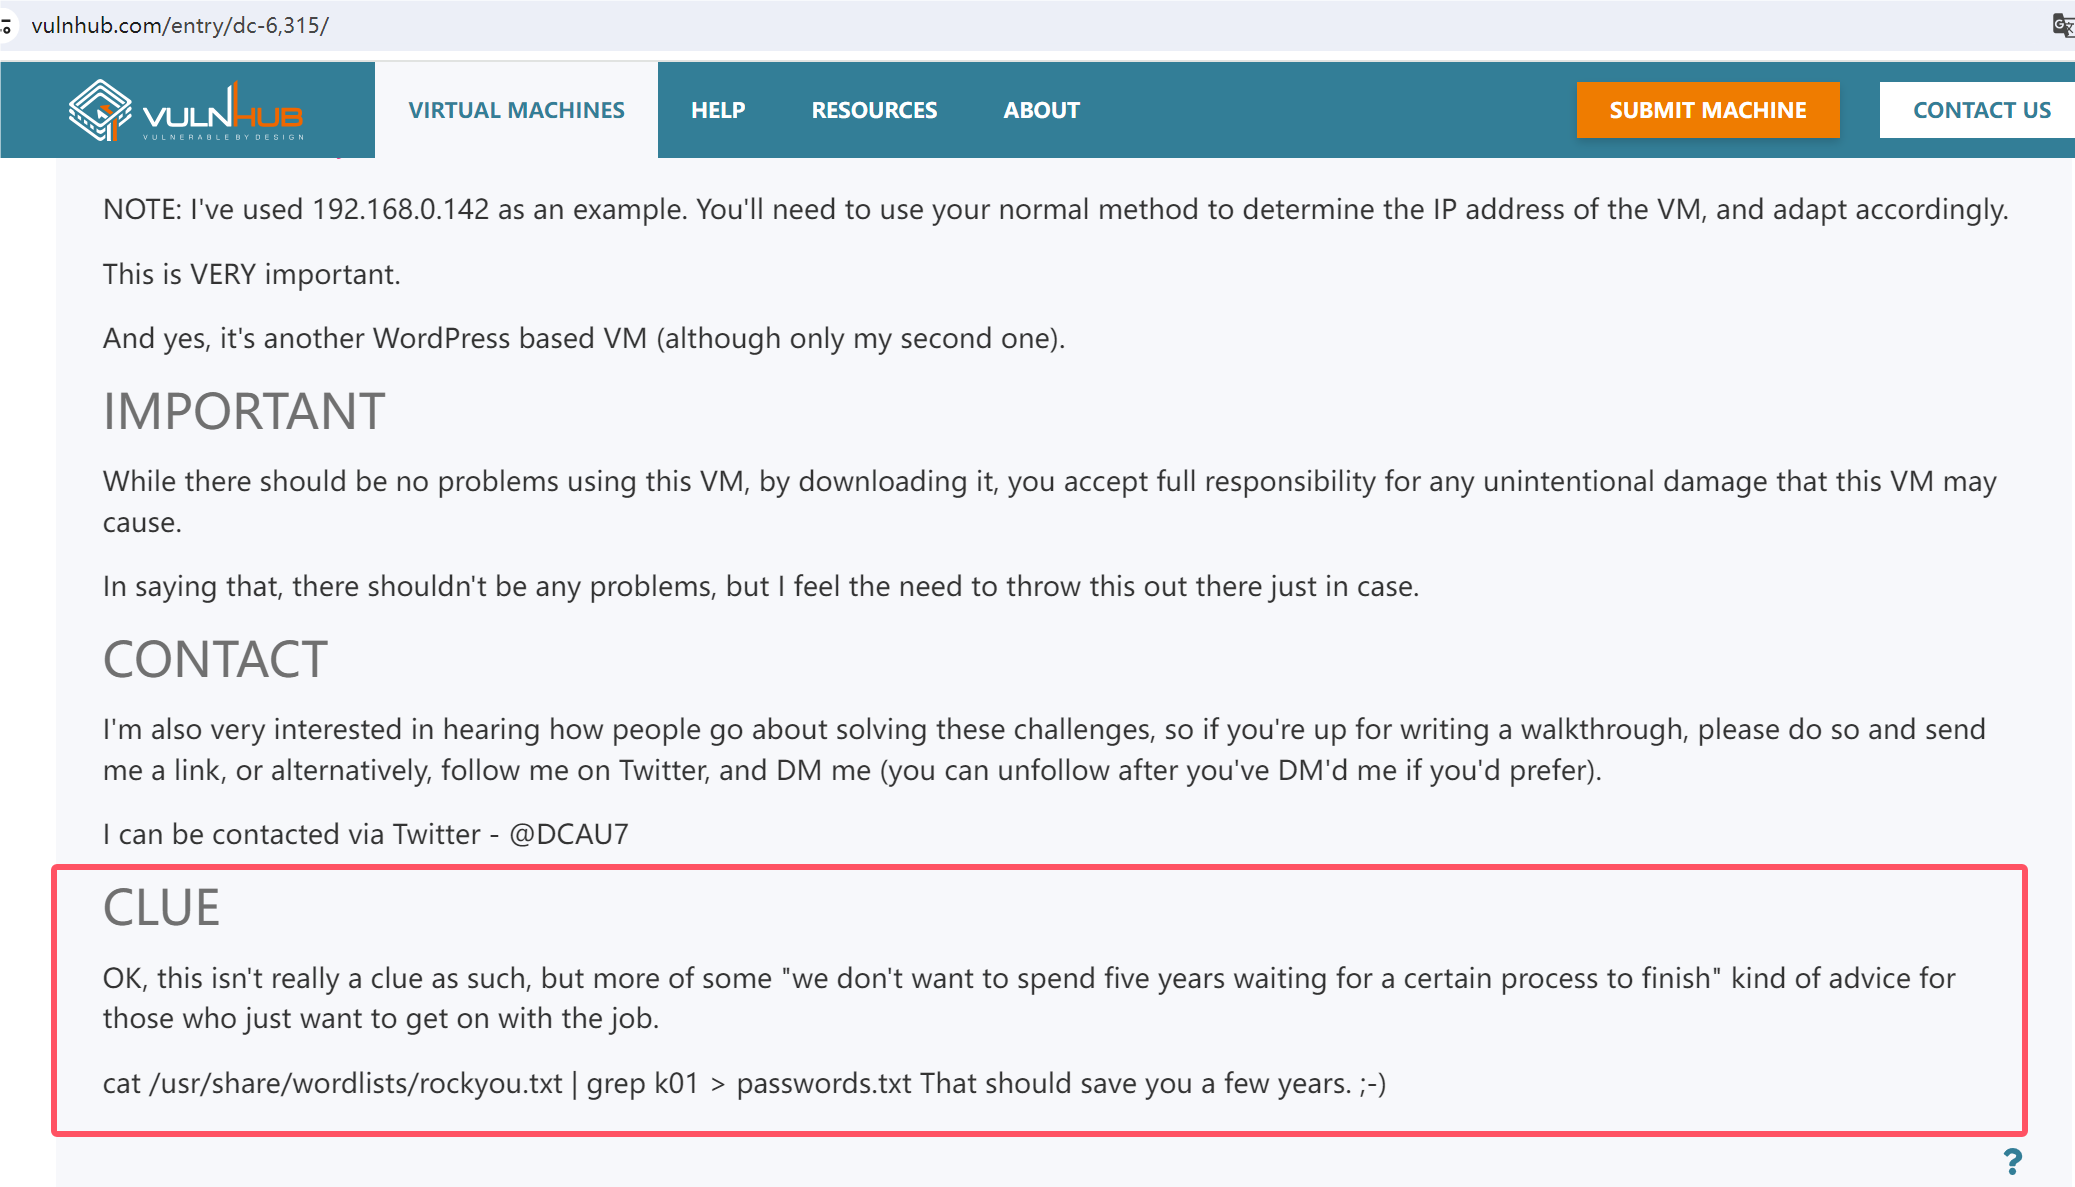 vulnhub.com/entry/dc-6,315/
VULNHUB
VULNERABLE BY DESIGN
VIRTUAL MACHINES
HELP
RESOURCES
ABOUT
SUBMIT MACHINE
CONTACT US
NOTE: I've used 192.168.0.142 as an example. You'll need to use your normal method to determine the IP address of the VM, and adapt accordingly.
This is VERY important.
And yes, it's another WordPress based VM (although only my second one).
IMPORTANT
While there should be no problems using this VM, by downloading it, you accept full responsibility for any unintentional damage that this VM may
cause.
In saying that, there shouldn't be any problems, but I feel the need to throw this out there just in case.
CONTACT
I'm also very interested in hearing how people go about solving these challenges, so if you're up for writing a walkthrough, please do so and send
me a link, or alternatively, follow me on Twitter, and DM me (you can unfollow after you've DM'd me if you'd prefer).
I can be contacted via Twitter - @DCAU7
CLUE
OK, this isn't really a clue as such, but more of some "we don't want to spend five years waiting for a certain process to finish" kind of advice for
those who just want to get on with the job.
cat /usr/share/wordlists/rockyou.txt | grep k01 > passwords.txt That should save you a few years. ;-)
?